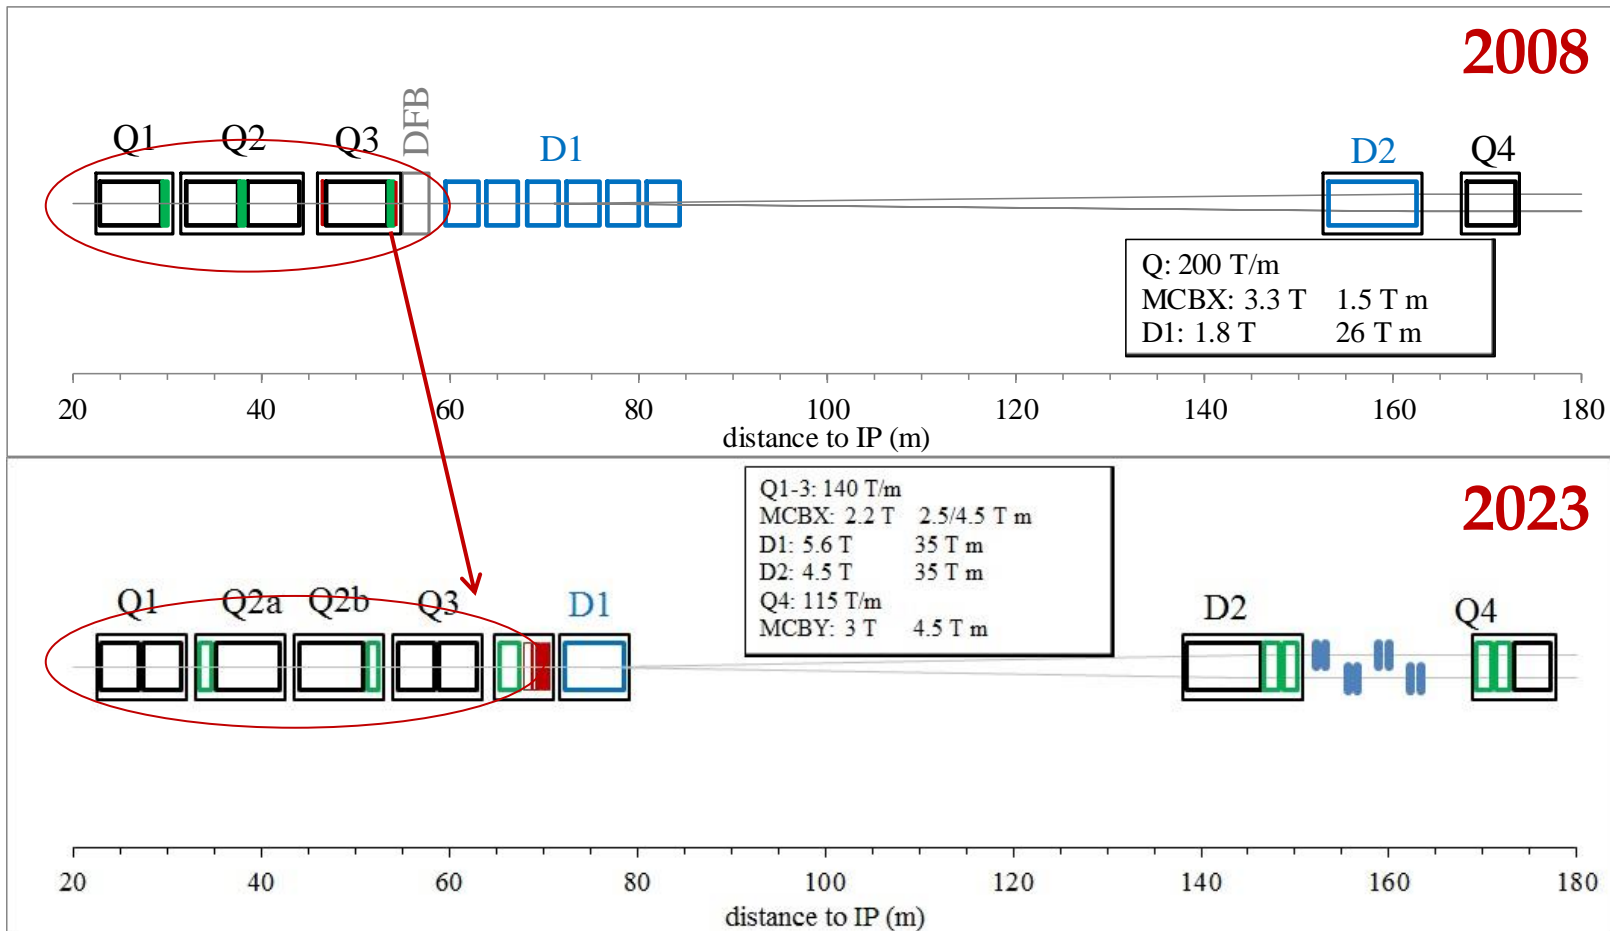 2008
Q1 Q2 Q3 DFB D1 D2 Q4
Q: 200 T/m
MCBX: 3.3 T 1.5 T m
D1: 1.8 T 26 T m
20 40 60 80 100 120 140 160 180
distance to IP (m)
2023
Q1-3: 140 T/m
MCBX: 2.2 T 2.5/4.5 T m
D1: 5.6 T 35 T m
D2: 4.5 T 35 T m
Q4: 115 T/m
MCBY: 3 T 4.5 T m
Q1 Q2a Q2b Q3 D1 D2 Q4
20 40 60 80 100 120 140 160 180
distance to IP (m)